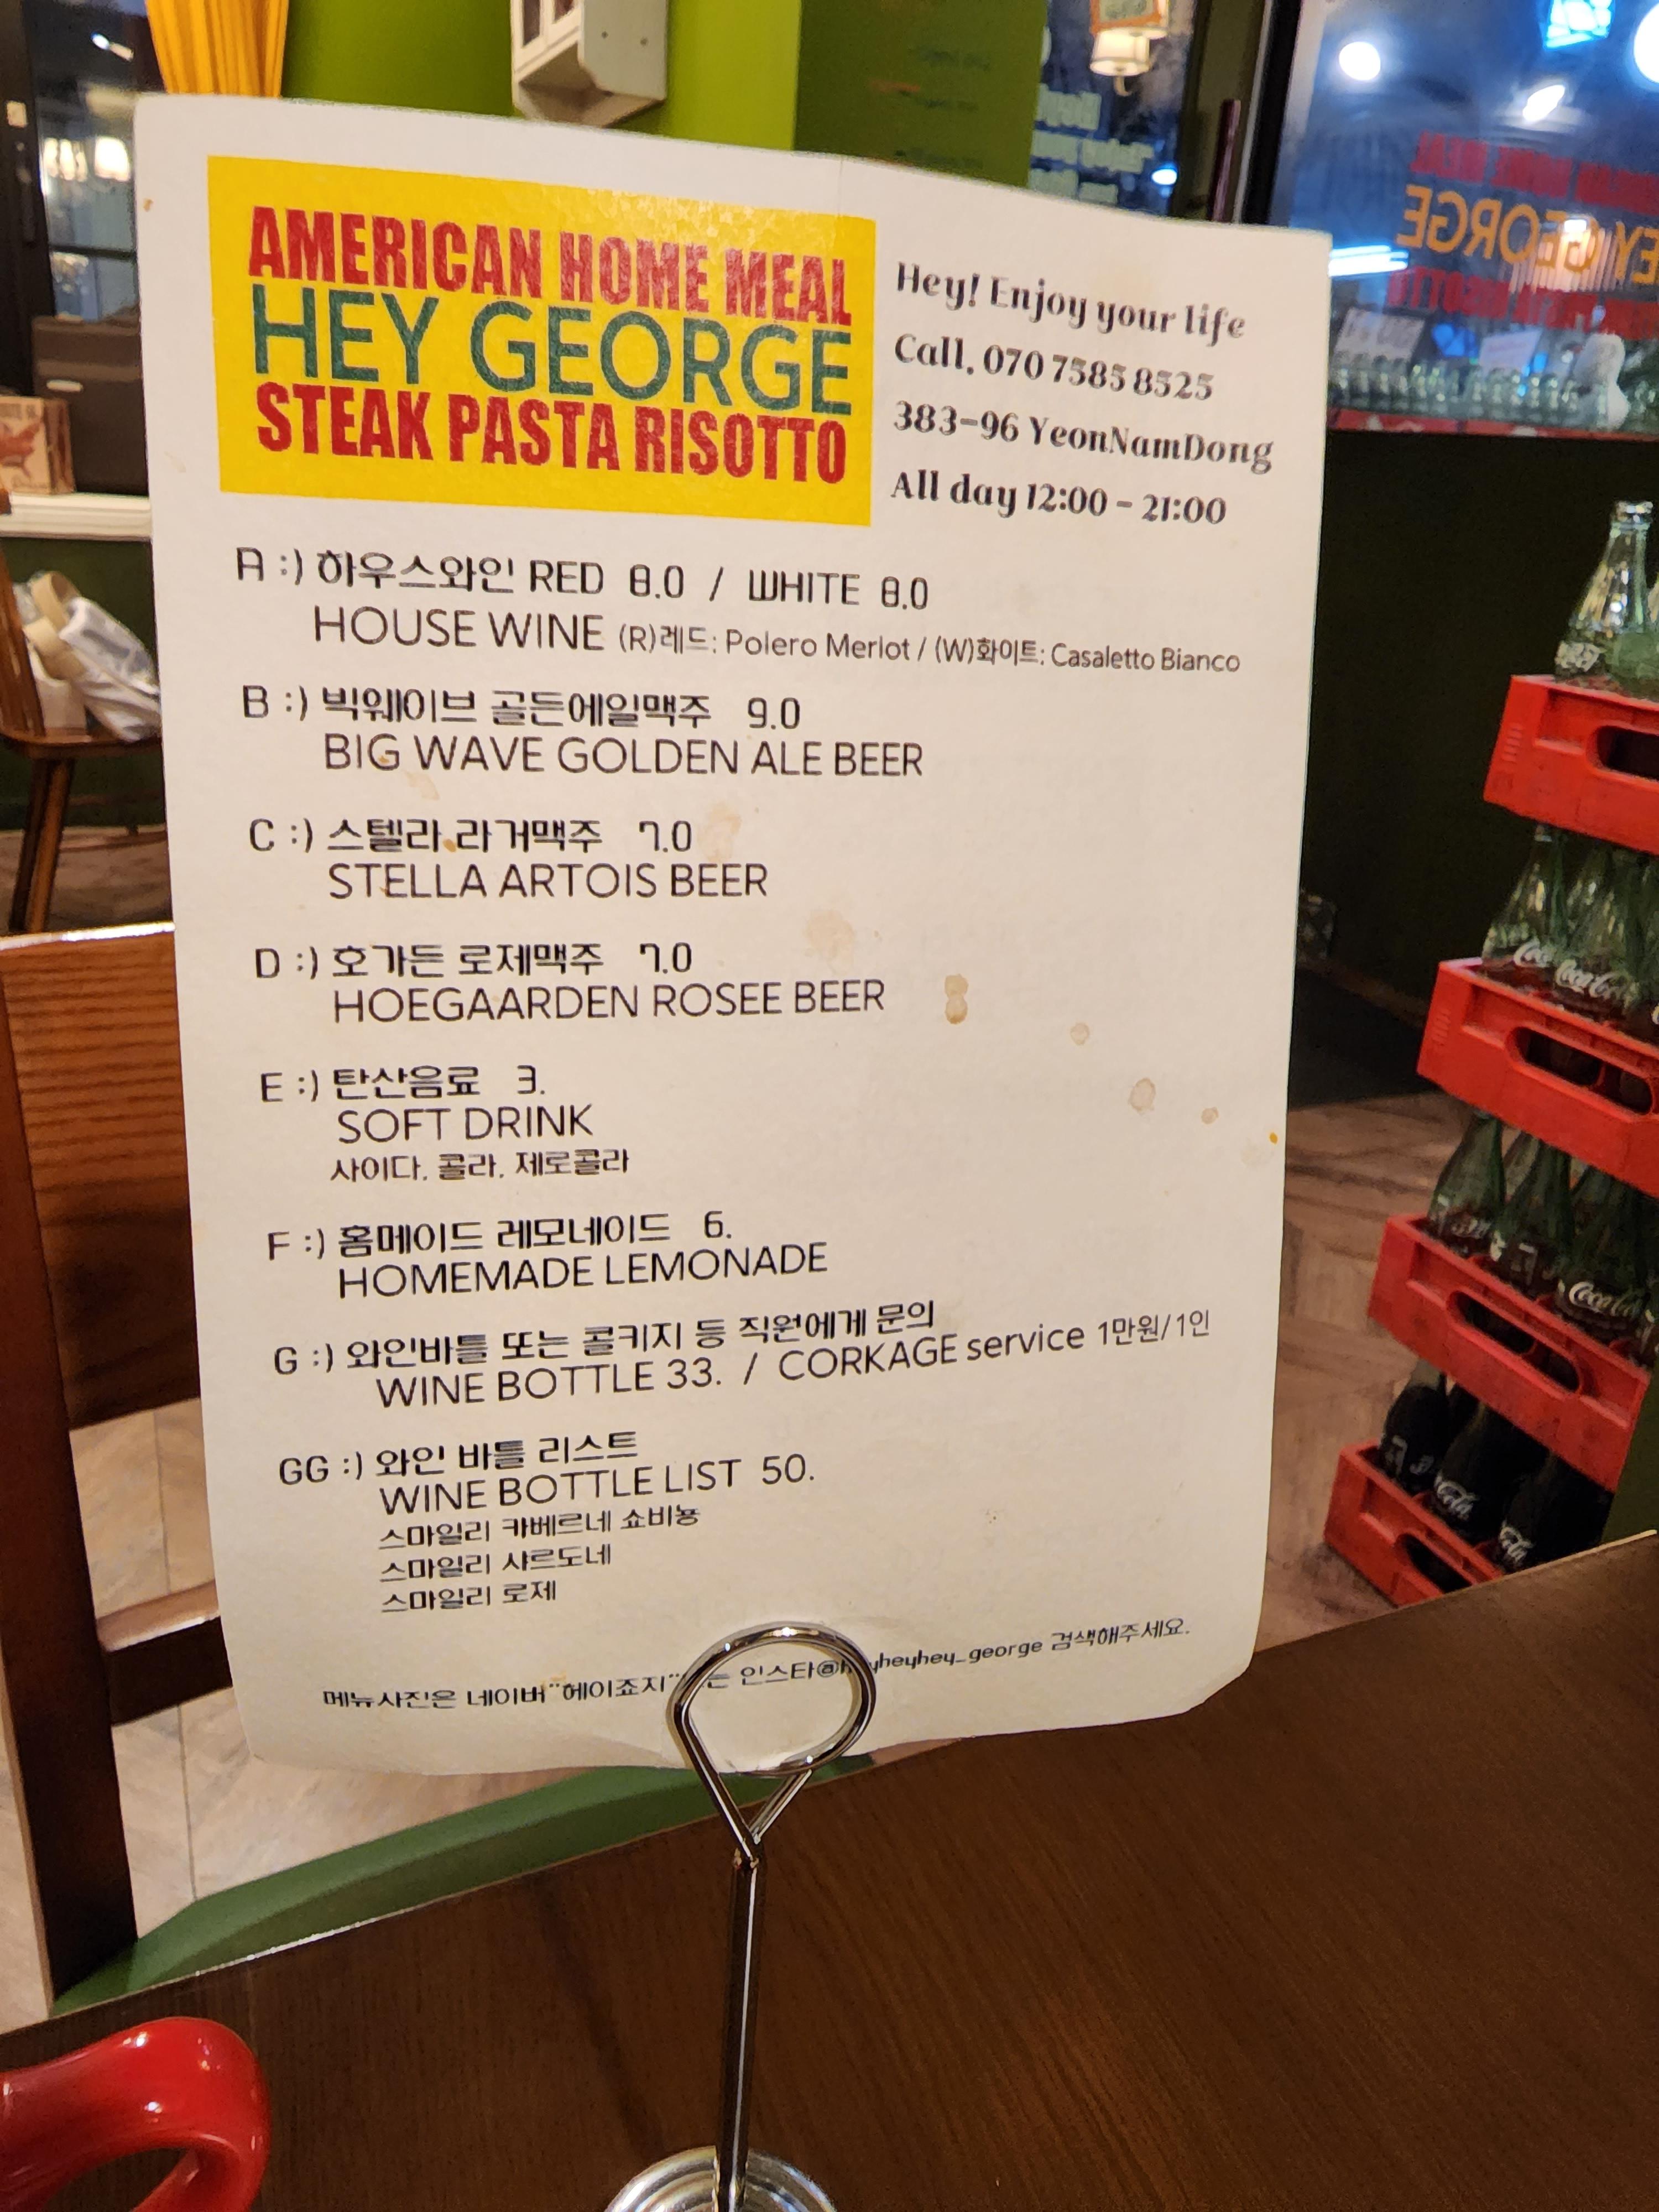 AMERICAN HOME MEAL
HEY GEORGE
STEAK PASTA RISOTTO
Hey! Enjoy your life
Call. 070 7585 8525
383-96 YeonNamDong
All day 12:00 - 21:00
A :) 하우스와인 RED 8.0 / WHITE 8.0
HOUSE WINE (R)레드: Polero Merlot / (W)화이트: Casaletto Bianco
B :) 빅웨이브 골든에일맥주 9.0
BIG WAVE GOLDEN ALE BEER
C :) 스텔라 라거맥주 7.0
STELLA ARTOIS BEER
D :) 호가든 로제맥주 7.0
HOEGAARDEN ROSEE BEER
E :) 탄산음료 3.
SOFT DRINK
사이다. 콜라. 제로콜라
F :) 홈메이드 레모네이드 6.
HOMEMADE LEMONADE
G :) 와인바틀 또는 콜키지 등 직원에게 문의
WINE BOTTLE 33. / CORKAGE service 1만원/1인
GG :) 와인 바틀 리스트
WINE BOTTLE LIST 50.
스마일리 카베르네 쇼비뇽
스마일리 샤르도네
스마일리 로제
메뉴사진은 네이버 "헤이죠지" 는 인스타@heyheyhey_george 검색해주세요.
GEORGE
Coca-Cola
Coca-Cola